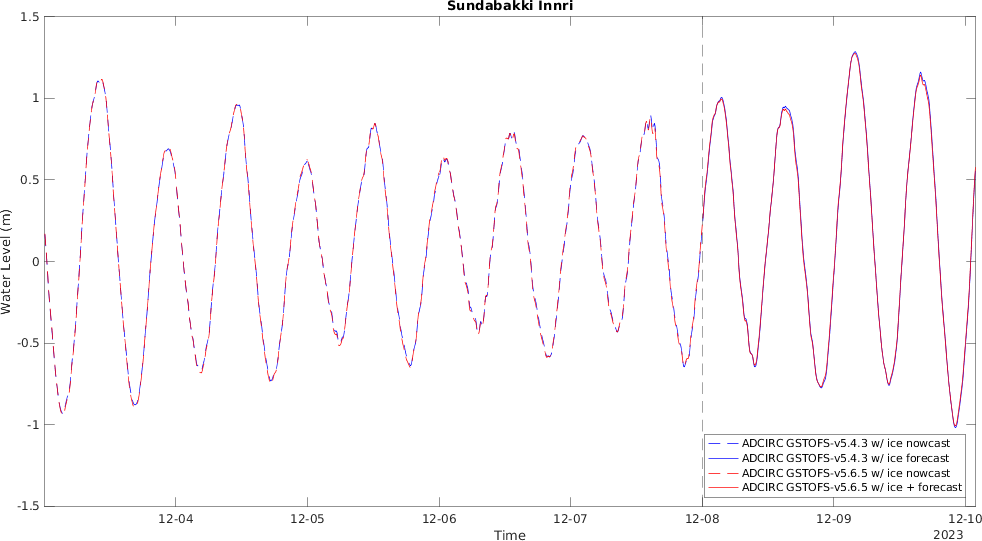 Sundabakki Innri
1.5
1
0.5
0
-0.5
-1
-1.5
Water Level (m)
12-04
12-05
12-06
12-07
12-08
12-09
12-10
Time
2023
ADCIRC GSTOFS-v5.4.3 w/ ice nowcast
ADCIRC GSTOFS-v5.4.3 w/ ice forecast
ADCIRC GSTOFS-v5.6.5 w/ ice nowcast
ADCIRC GSTOFS-v5.6.5 w/ ice + forecast